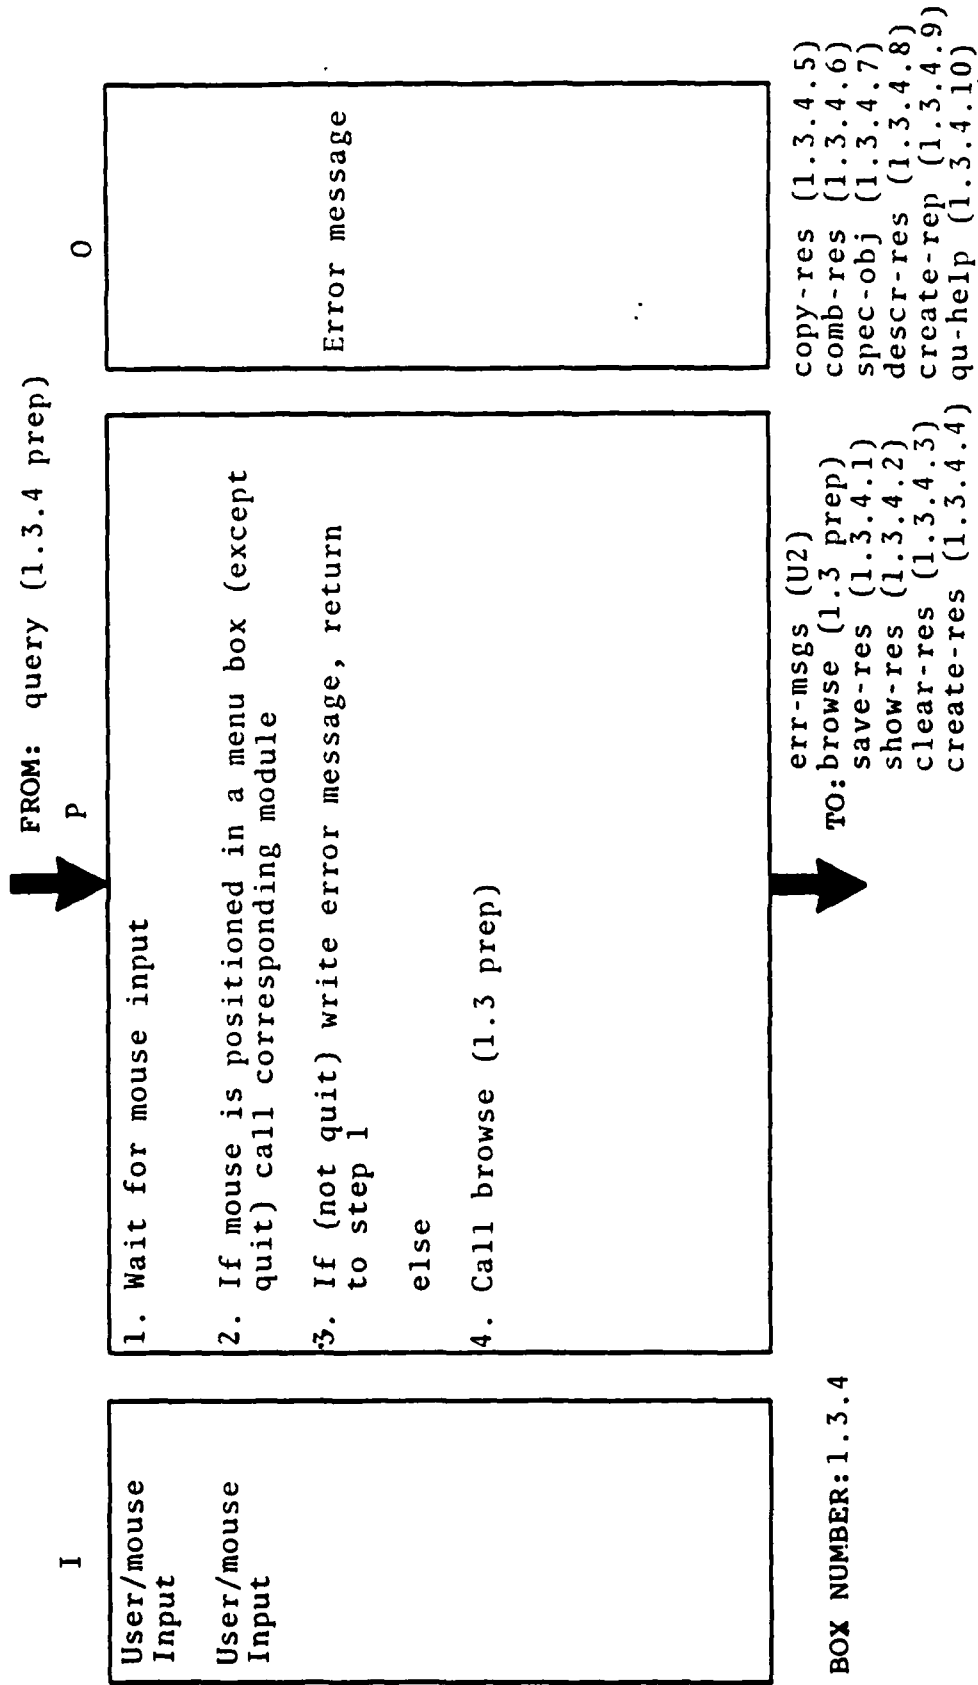 FROM: query (1.3.4 prep)
I
P
O
User/mouse
Input
User/mouse
Input
1. Wait for mouse input
2. If mouse is positioned in a menu box (except
quit) call corresponding module
3. If (not quit) write error message, return
to step 1
else
4. Call browse (1.3 prep)
Error message
BOX NUMBER:1.3.4
err-msgs (U2)
TO: browse (1.3 prep)
save-res (1.3.4.1)
show-res (1.3.4.2)
clear-res (1.3.4.3)
create-res (1.3.4.4)
copy-res (1.3.4.5)
comb-res (1.3.4.6)
spec-obj (1.3.4.7)
descr-res (1.3.4.8)
create-rep (1.3.4.9)
qu-help (1.3.4.10)